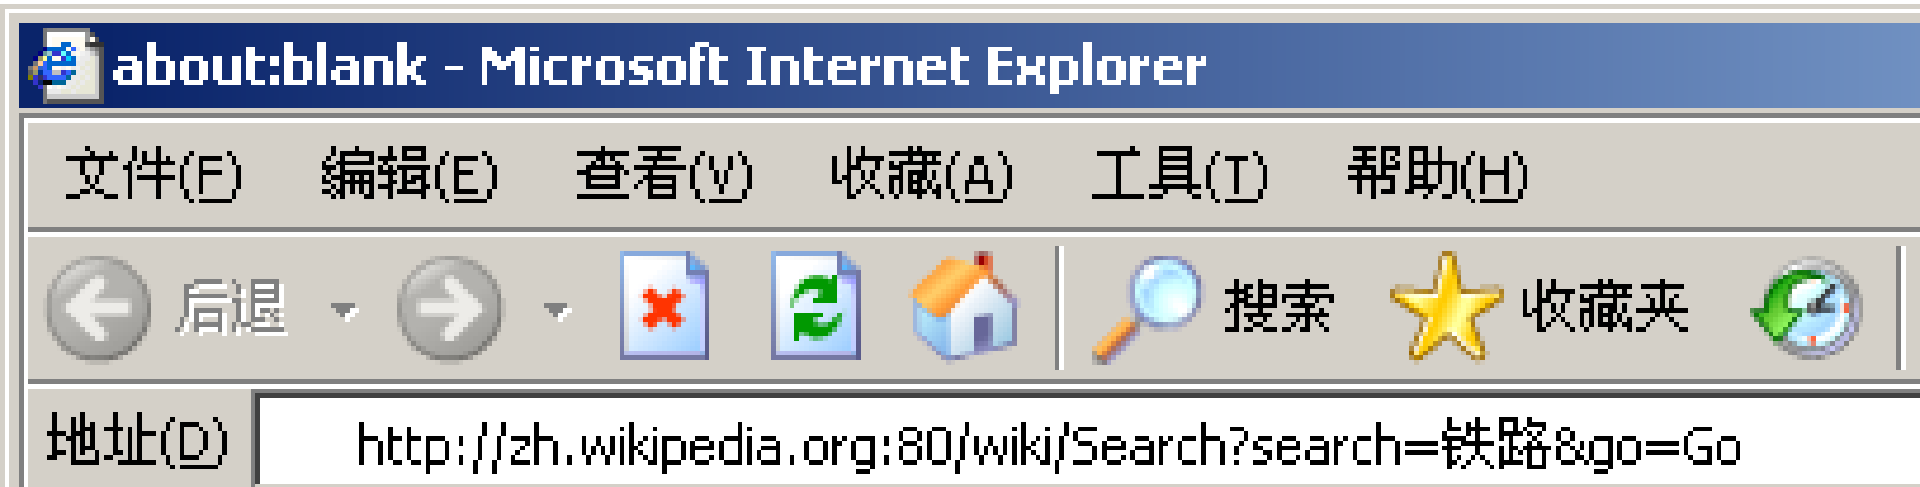 about:blank - Microsoft Internet Explorer
文件(F) 编辑(E) 查看(V) 收藏(A) 工具(T) 帮助(H)
后退 搜索 收藏夹
地址(D) http://zh.wikipedia.org:80/wiki/Search?search=铁路&go=Go